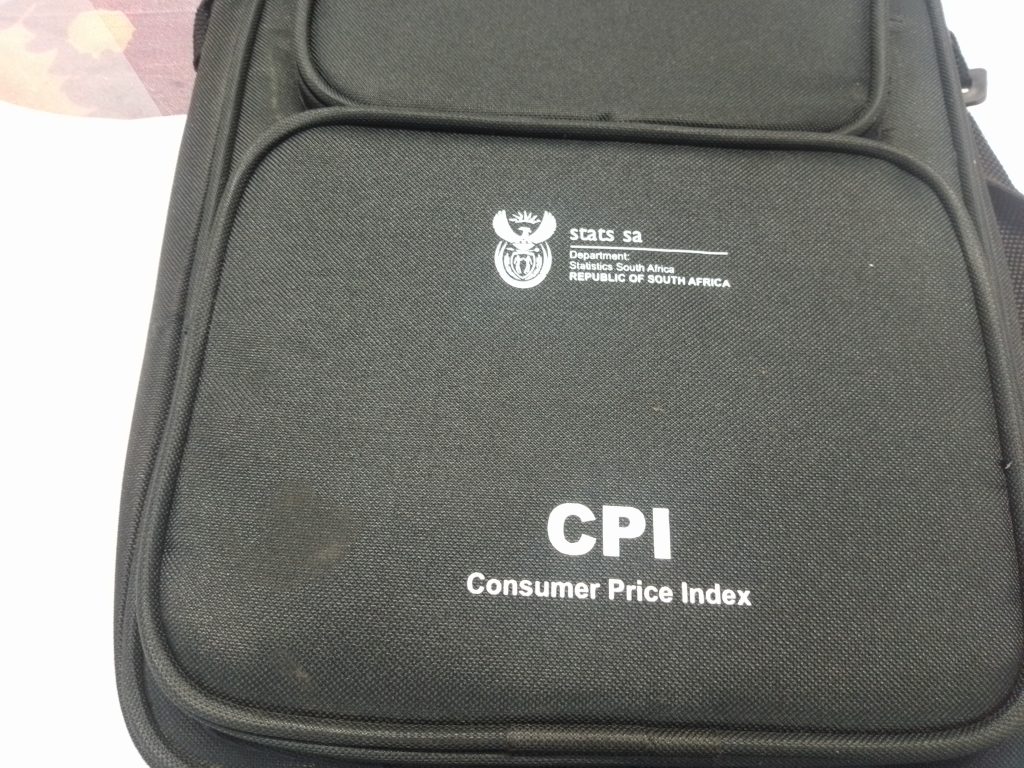 stats sa
Department:
Statistics South Africa
REPUBLIC OF SOUTH AFRICA
CPI
Consumer Price Index